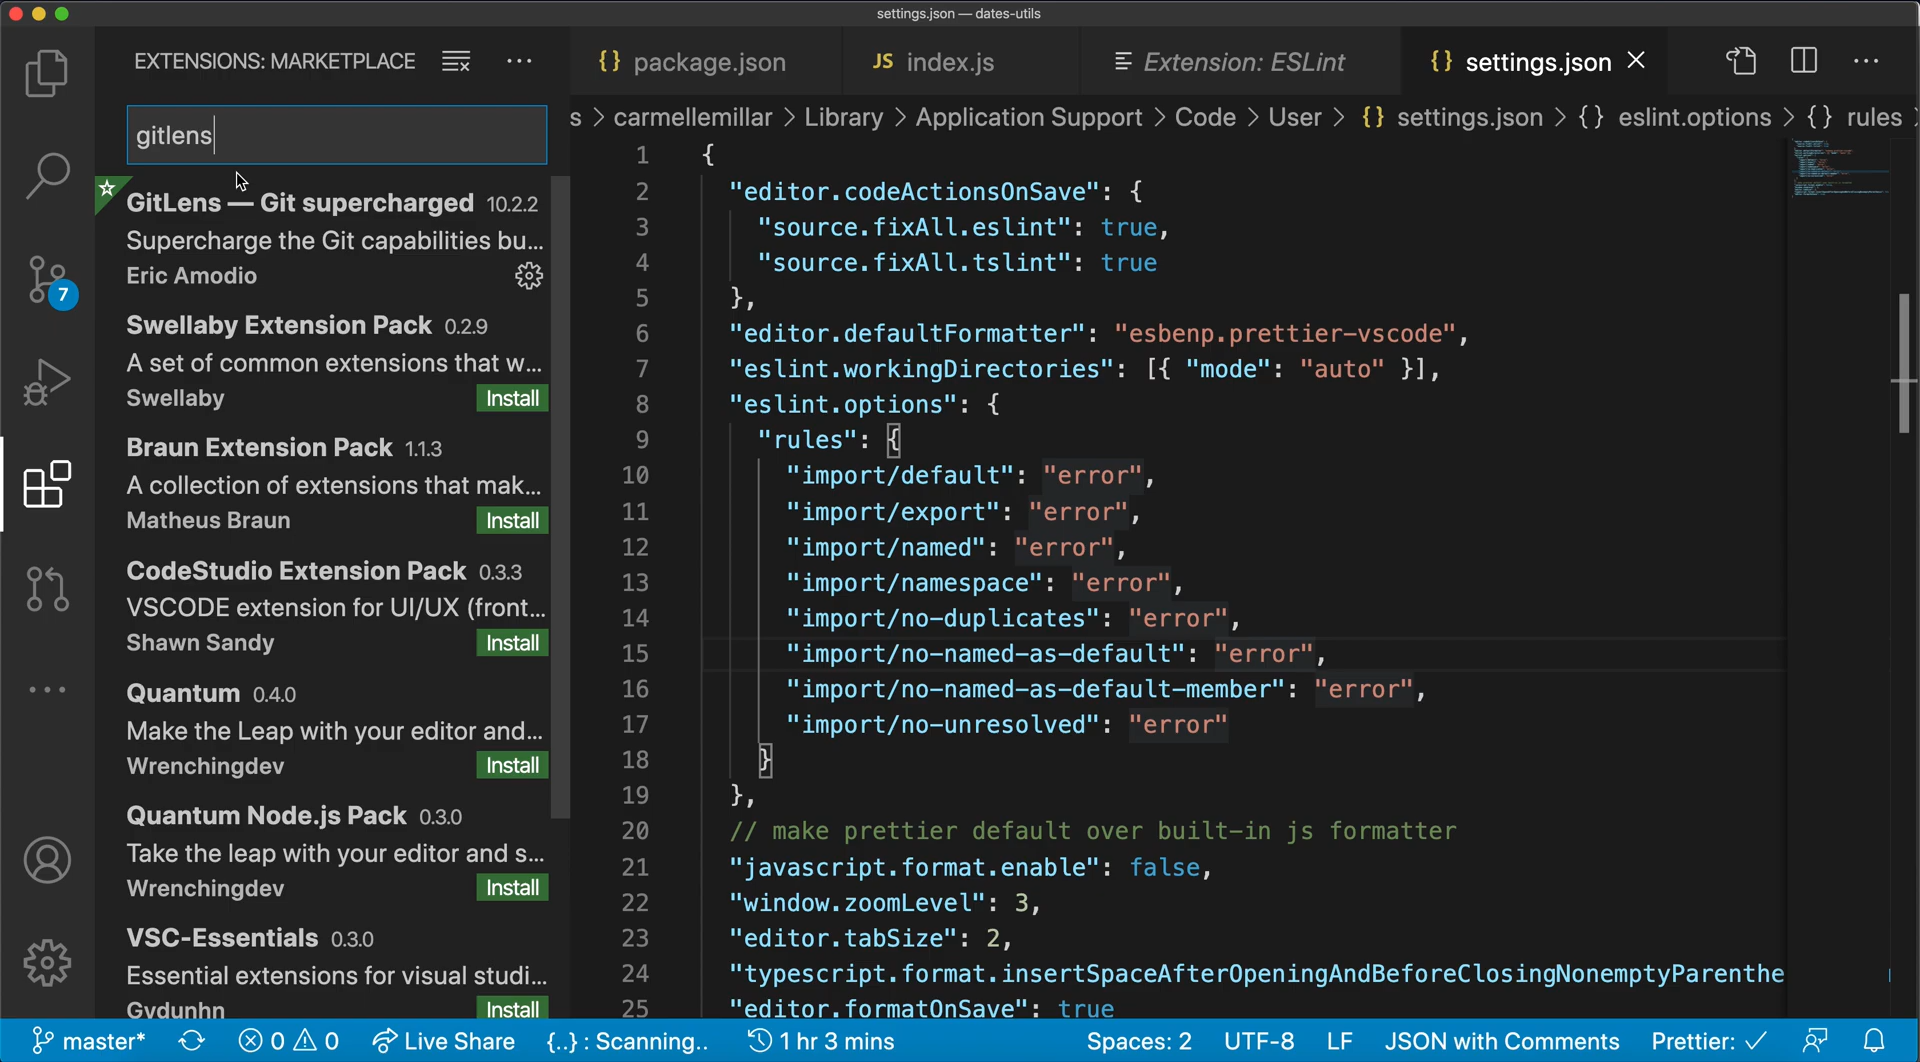 settings.json — dates-utils
EXTENSIONS: MARKETPLACE
gitlens
GitLens — Git supercharged 10.2.2
Supercharge the Git capabilities bu...
Eric Amodio
Swellaby Extension Pack 0.2.9
A set of common extensions that w...
Swellaby Install
Braun Extension Pack 1.1.3
A collection of extensions that mak...
Matheus Braun Install
CodeStudio Extension Pack 0.3.3
VSCODE extension for UI/UX (front...
Shawn Sandy Install
Quantum 0.4.0
Make the Leap with your editor and...
Wrenchingdev Install
Quantum Node.js Pack 0.3.0
Take the leap with your editor and s...
Wrenchingdev Install
VSC-Essentials 0.3.0
Essential extensions for visual studi...
Gydunhn Install
7
{} package.json JS index.js Extension: ESLint {} settings.json
s > carmellemillar > Library > Application Support > Code > User > {} settings.json > {} eslint.options > {} rules >
1 {
2 "editor.codeActionsOnSave": {
3 "source.fixAll.eslint": true,
4 "source.fixAll.tslint": true
5 },
6 "editor.defaultFormatter": "esbenp.prettier-vscode",
7 "eslint.workingDirectories": [{ "mode": "auto" }],
8 "eslint.options": {
9 "rules": {
10 "import/default": "error",
11 "import/export": "error",
12 "import/named": "error",
13 "import/namespace": "error",
14 "import/no-duplicates": "error",
15 "import/no-named-as-default": "error",
16 "import/no-named-as-default-member": "error",
17 "import/no-unresolved": "error"
18 }
19 },
20 // make prettier default over built-in js formatter
21 "javascript.format.enable": false,
22 "window.zoomLevel": 3,
23 "editor.tabSize": 2,
24 "typescript.format.insertSpaceAfterOpeningAndBeforeClosingNonemptyParenthe
25 "editor.formatOnSave": true
master* 0 0 Live Share {..} : Scanning.. 1 hr 3 mins Spaces: 2 UTF-8 LF JSON with Comments Prettier: ✓